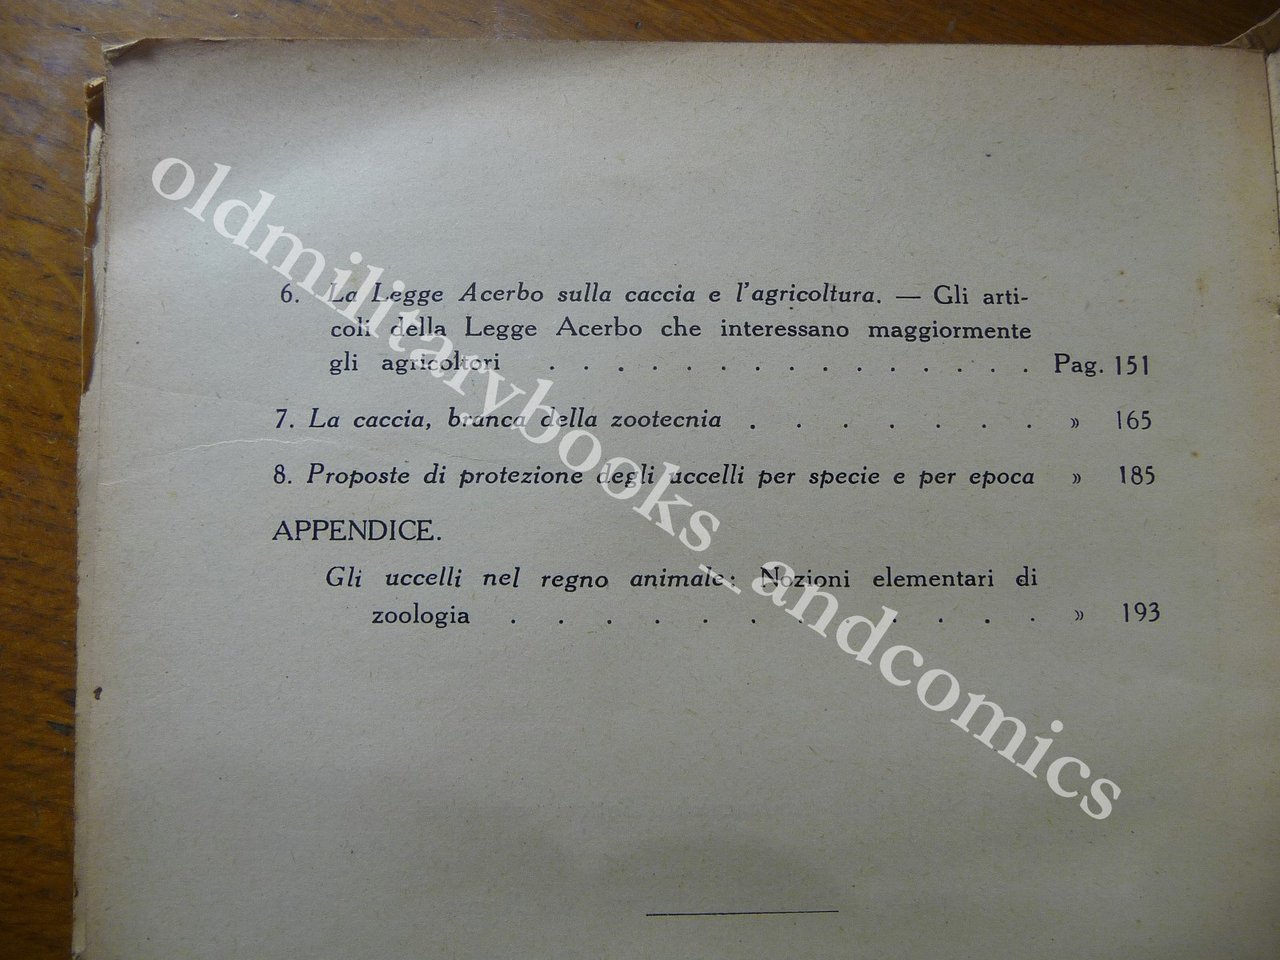 6. La Legge Acerbo sulla caccia e l'agricoltura. — Gli arti-
coli della Legge Acerbo che interessano maggiormente
gli agricoltori . . . . . . . . . . . . . . . Pag. 151
7. La caccia, branca della zootecnia . . . . . . . » 165
8. Proposte di protezione degli uccelli per specie e per epoca » 185
APPENDICE.
Gli uccelli nel regno animale: Nozioni elementari di
zoologia . . . . . . . . . . . . » 193
oldmilitarybooks_andcomics